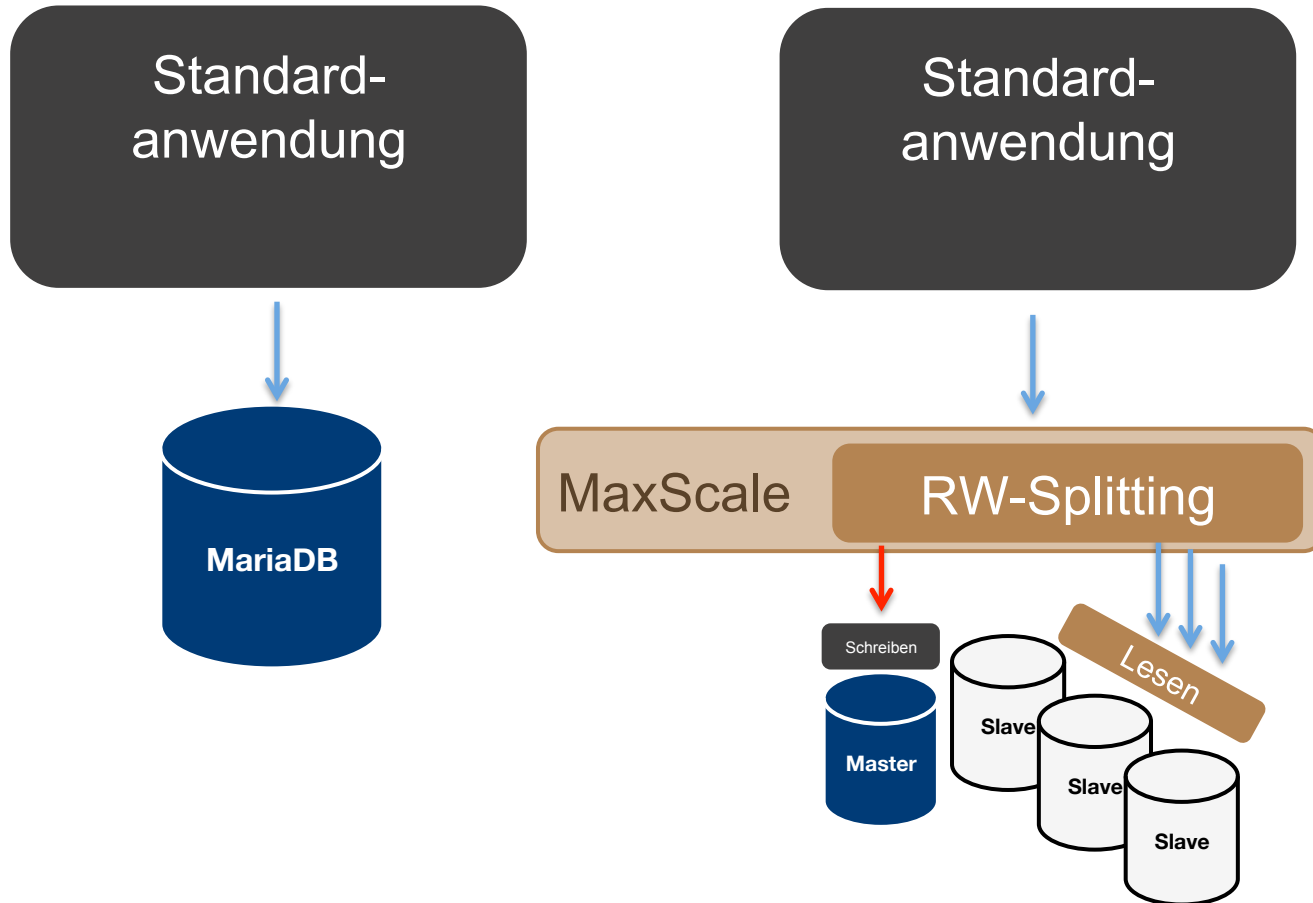 Standard-
anwendung
MariaDB
Standard-
anwendung
MaxScale
RW-Splitting
Schreiben
Lesen
Master
Slave
Slave
Slave